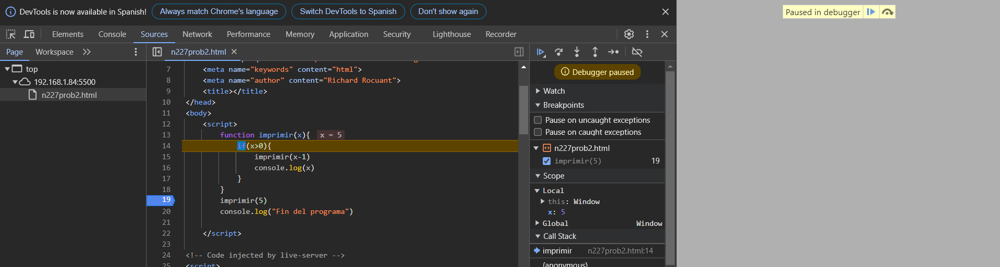 DevTools is now available in Spanish! Always match Chrome's language Switch DevTools to Spanish Don't show again
Paused in debugger
Elements Console Sources Network Performance Memory Application Security Lighthouse Recorder
Page Workspace
n227prob2.html
top
192.168.1.84:5500
n227prob2.html
7 <meta name="keywords" content="html">
8 <meta name="author" content="Richard Rocuant">
9 <title></title>
10 </head>
11 <body>
12 <script>
13 function imprimir(x){ x = 5
14 if(x>0){
15 imprimir(x-1)
16 console.log(x)
17 }
18 }
19 imprimir(5)
20 console.log("Fin del programa")
21
22 </script>
23
24 <!-- Code injected by live-server -->
25 <script>
Debugger paused
Watch
Breakpoints
Pause on uncaught exceptions
Pause on caught exceptions
n227prob2.html
imprimir(5) 19
Scope
Local
this: Window
x: 5
Global Window
Call Stack
imprimir n227prob2.html:14
(anonymous)